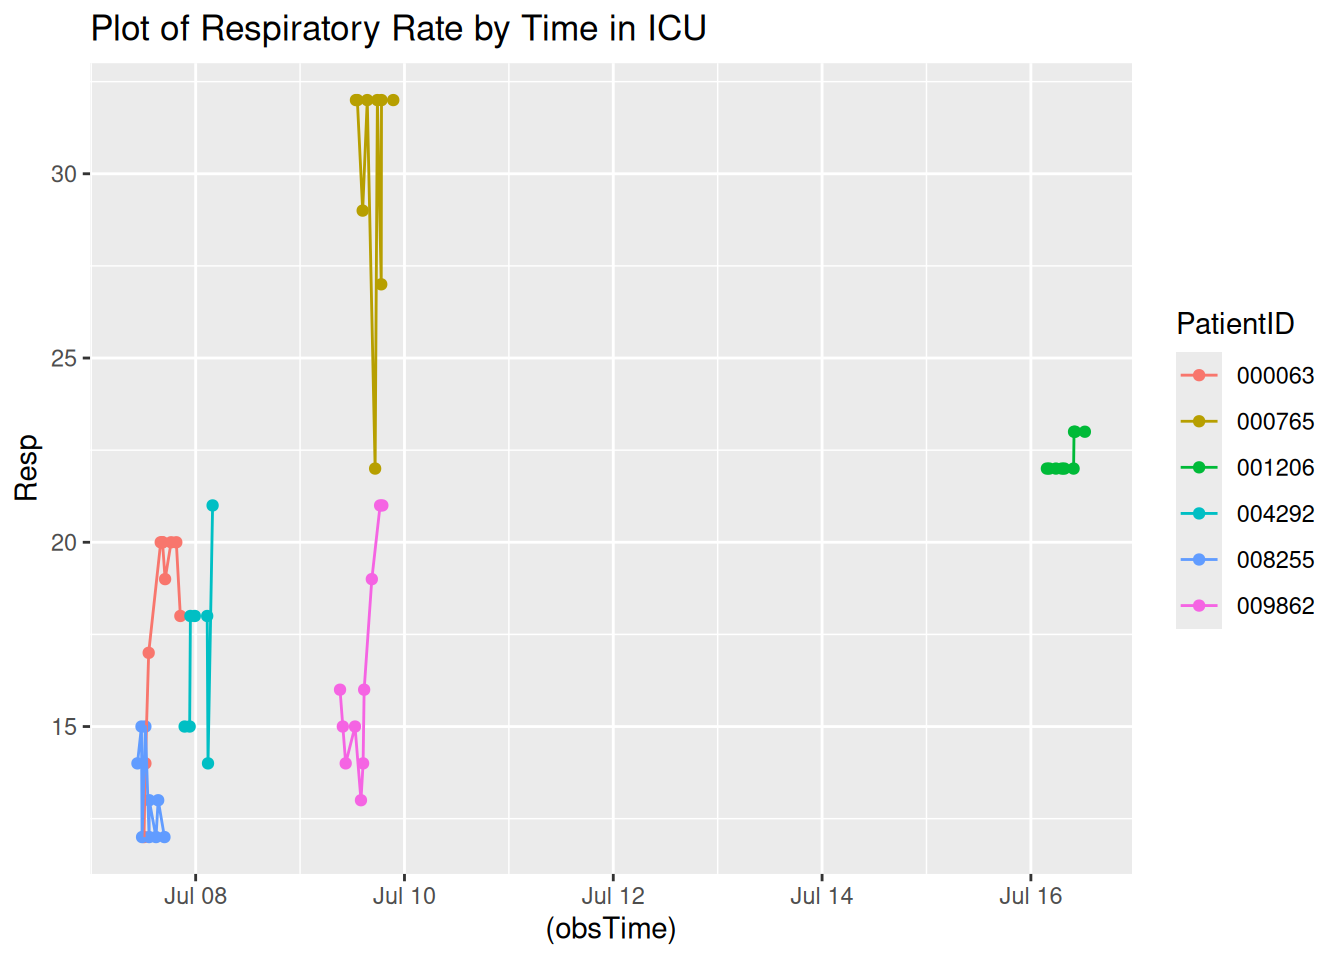 Plot of Respiratory Rate by Time in ICU
30
25
20
15
Resp
Jul 08
Jul 10
Jul 12
Jul 14
Jul 16
(obsTime)
PatientID
000063
000765
001206
004292
008255
009862